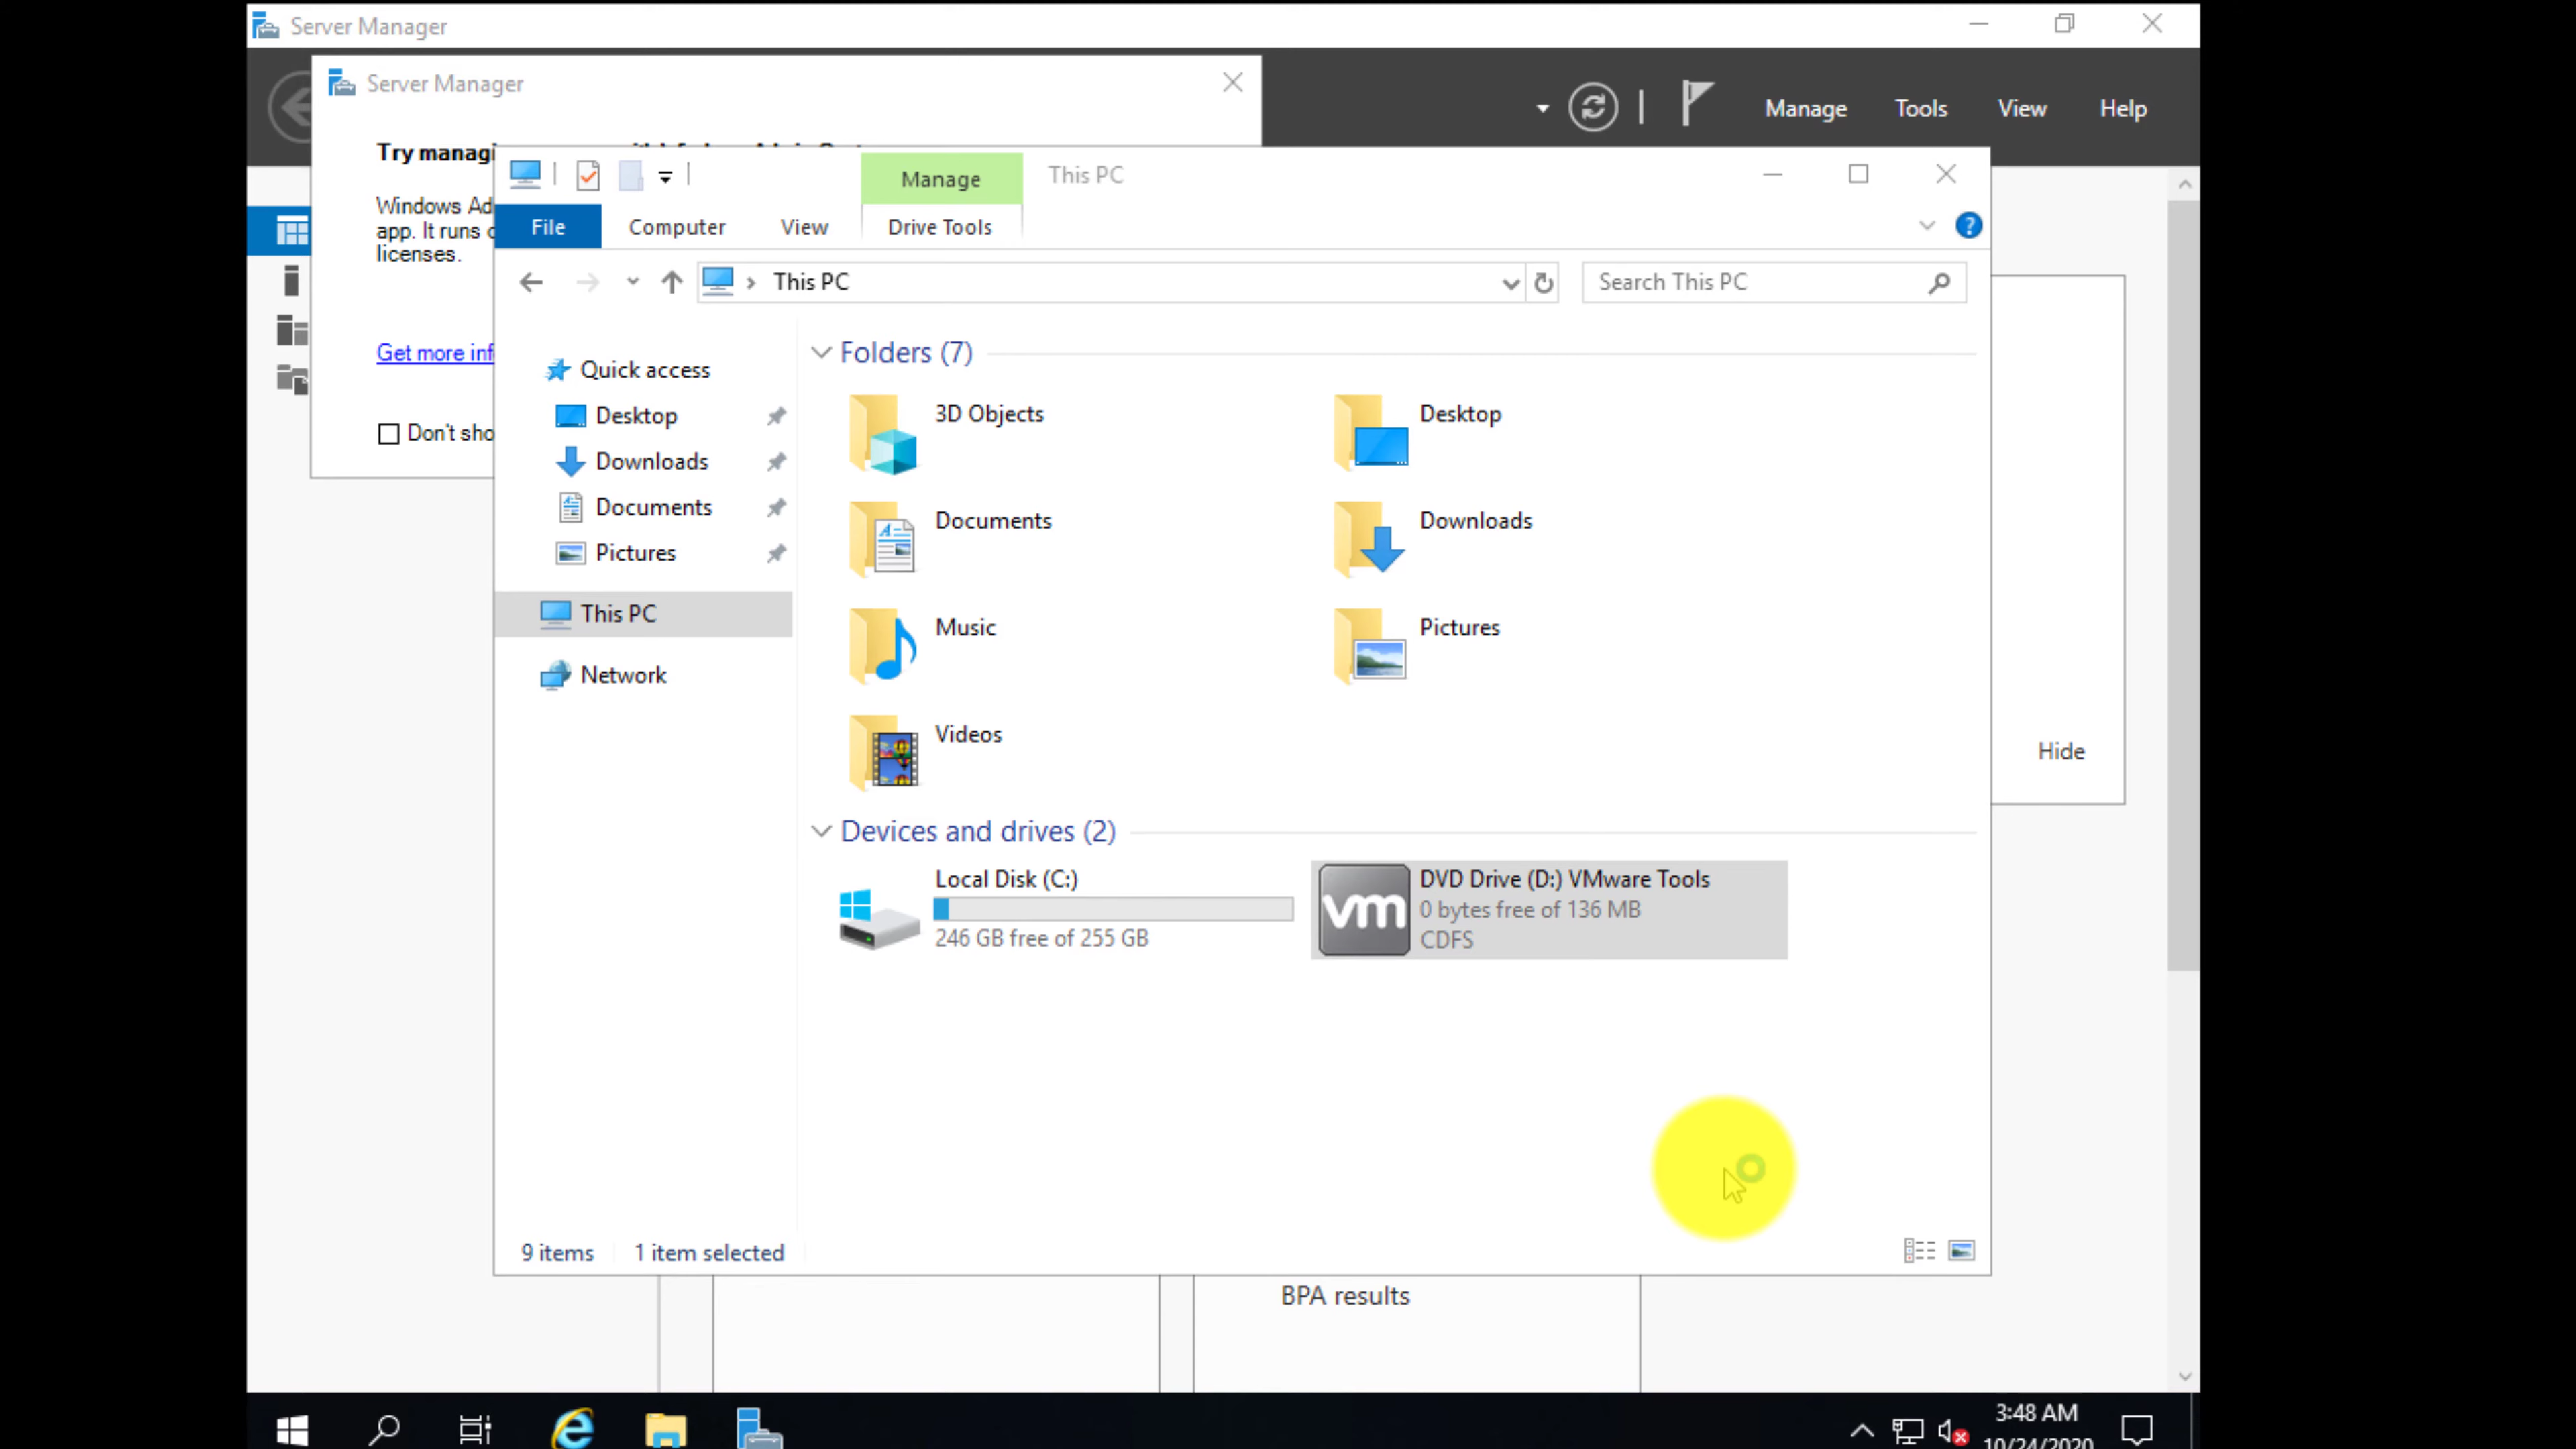 Server Manager
Server Manager
Manage Tools View Help
Try managi
Windows Ad
app. It runs
licenses.
Get more inf
Don't sho
Manage This PC
File Computer View Drive Tools
This PC Search This PC
Quick access
Desktop
Downloads
Documents
Pictures
This PC
Network
Folders (7)
3D Objects Desktop
Documents Downloads
Music Pictures
Videos
Devices and drives (2)
Local Disk (C:)
246 GB free of 255 GB
vm
DVD Drive (D:) VMware Tools
0 bytes free of 136 MB
CDFS
9 items 1 item selected
Hide
BPA results
3:48 AM
10/24/2020